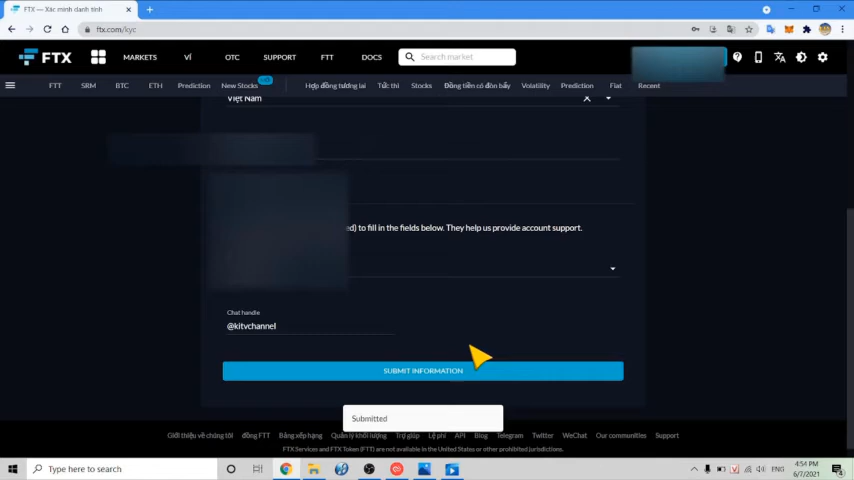 FTX — Xác minh danh tính
ftx.com/kyc
FTX
MARKETS
VÍ
OTC
SUPPORT
FTT
DOCS
Search market
FTT
SRM
BTC
ETH
Prediction
New Stocks
Hợp đồng tương lai
Tức thì
Stocks
Đồng tiền có đòn bẩy
Volatility
Prediction
Fiat
Recent
Việt Nam
to fill in the fields below. They help us provide account support.
Chat handle
@kitvchannel
SUBMIT INFORMATION
Submitted
Giới thiệu về chúng tôi
đồng FTT
Bảng xếp hạng
Quản lý khối lượng
Trợ giúp
Lệ phí
API
Blog
Telegram
Twitter
WeChat
Our communities
Support
FTX Services and FTX Token (FTT) are not available in the United States or other prohibited jurisdictions.
Type here to search
ENG
4:54 PM
6/7/2021